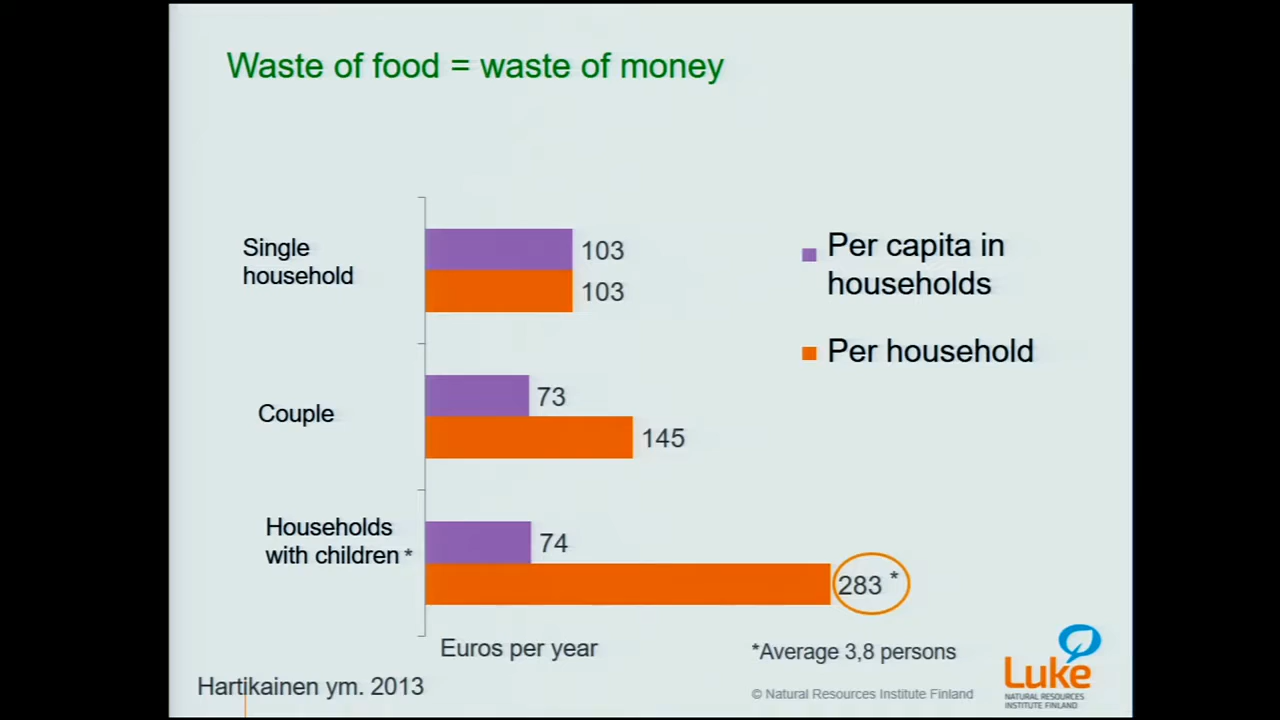 Waste of food = waste of money
Single
household
103
103
Couple
73
145
Households
with children *
74
283 *
Per capita in
households
Per household
Euros per year
*Average 3,8 persons
Hartikainen ym. 2013
© Natural Resources Institute Finland
Luke
NATURAL RESOURCES
INSTITUTE FINLAND